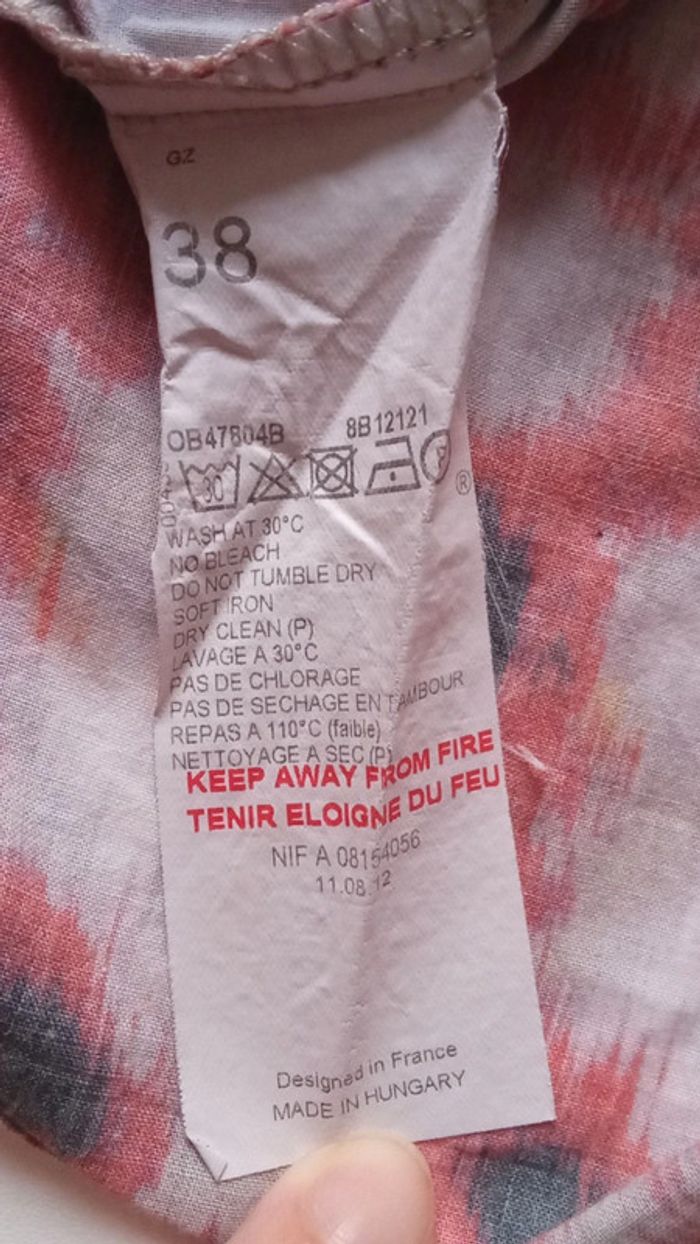 GZ
38
OB47804B 8B12121
30 P
®
WASH AT 30°C
NO BLEACH
DO NOT TUMBLE DRY
SOFT IRON
DRY CLEAN (P)
LAVAGE A 30°C
PAS DE CHLORAGE
PAS DE SECHAGE EN TAMBOUR
REPAS A 110°C (faible)
NETTOYAGE A SEC (P)
KEEP AWAY FROM FIRE
TENIR ELOIGNE DU FEU
NIF A 08154056
11.08.12
Designed in France
MADE IN HUNGARY